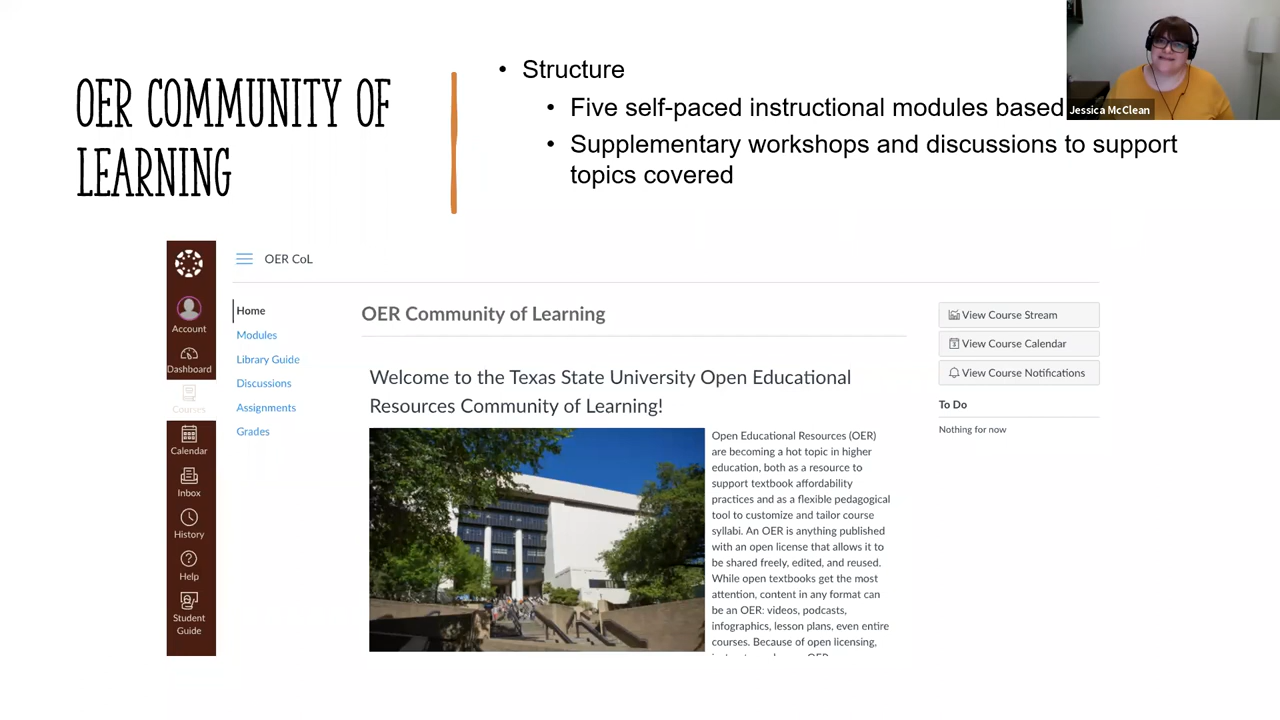 OER COMMUNITY OF
LEARNING
• Structure
• Five self-paced instructional modules based
• Supplementary workshops and discussions to support
topics covered
Jessica McClean
OER CoL
Account
Dashboard
Courses
Calendar
Inbox
History
Help
Student
Guide
Home
Modules
Library Guide
Discussions
Assignments
Grades
OER Community of Learning
Welcome to the Texas State University Open Educational
Resources Community of Learning!
Open Educational Resources (OER)
are becoming a hot topic in higher
education, both as a resource to
support textbook affordability
practices and as a flexible pedagogical
tool to customize and tailor course
syllabi. An OER is anything published
with an open license that allows it to
be shared freely, edited, and reused.
While open textbooks get the most
attention, content in any format can
be an OER: videos, podcasts,
infographics, lesson plans, even entire
courses. Because of open licensing,
View Course Stream
View Course Calendar
View Course Notifications
To Do
Nothing for now